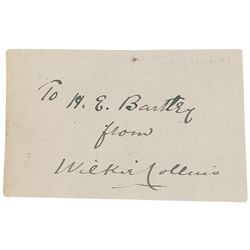 To H. E. Bartley
from
Wilkie Collins